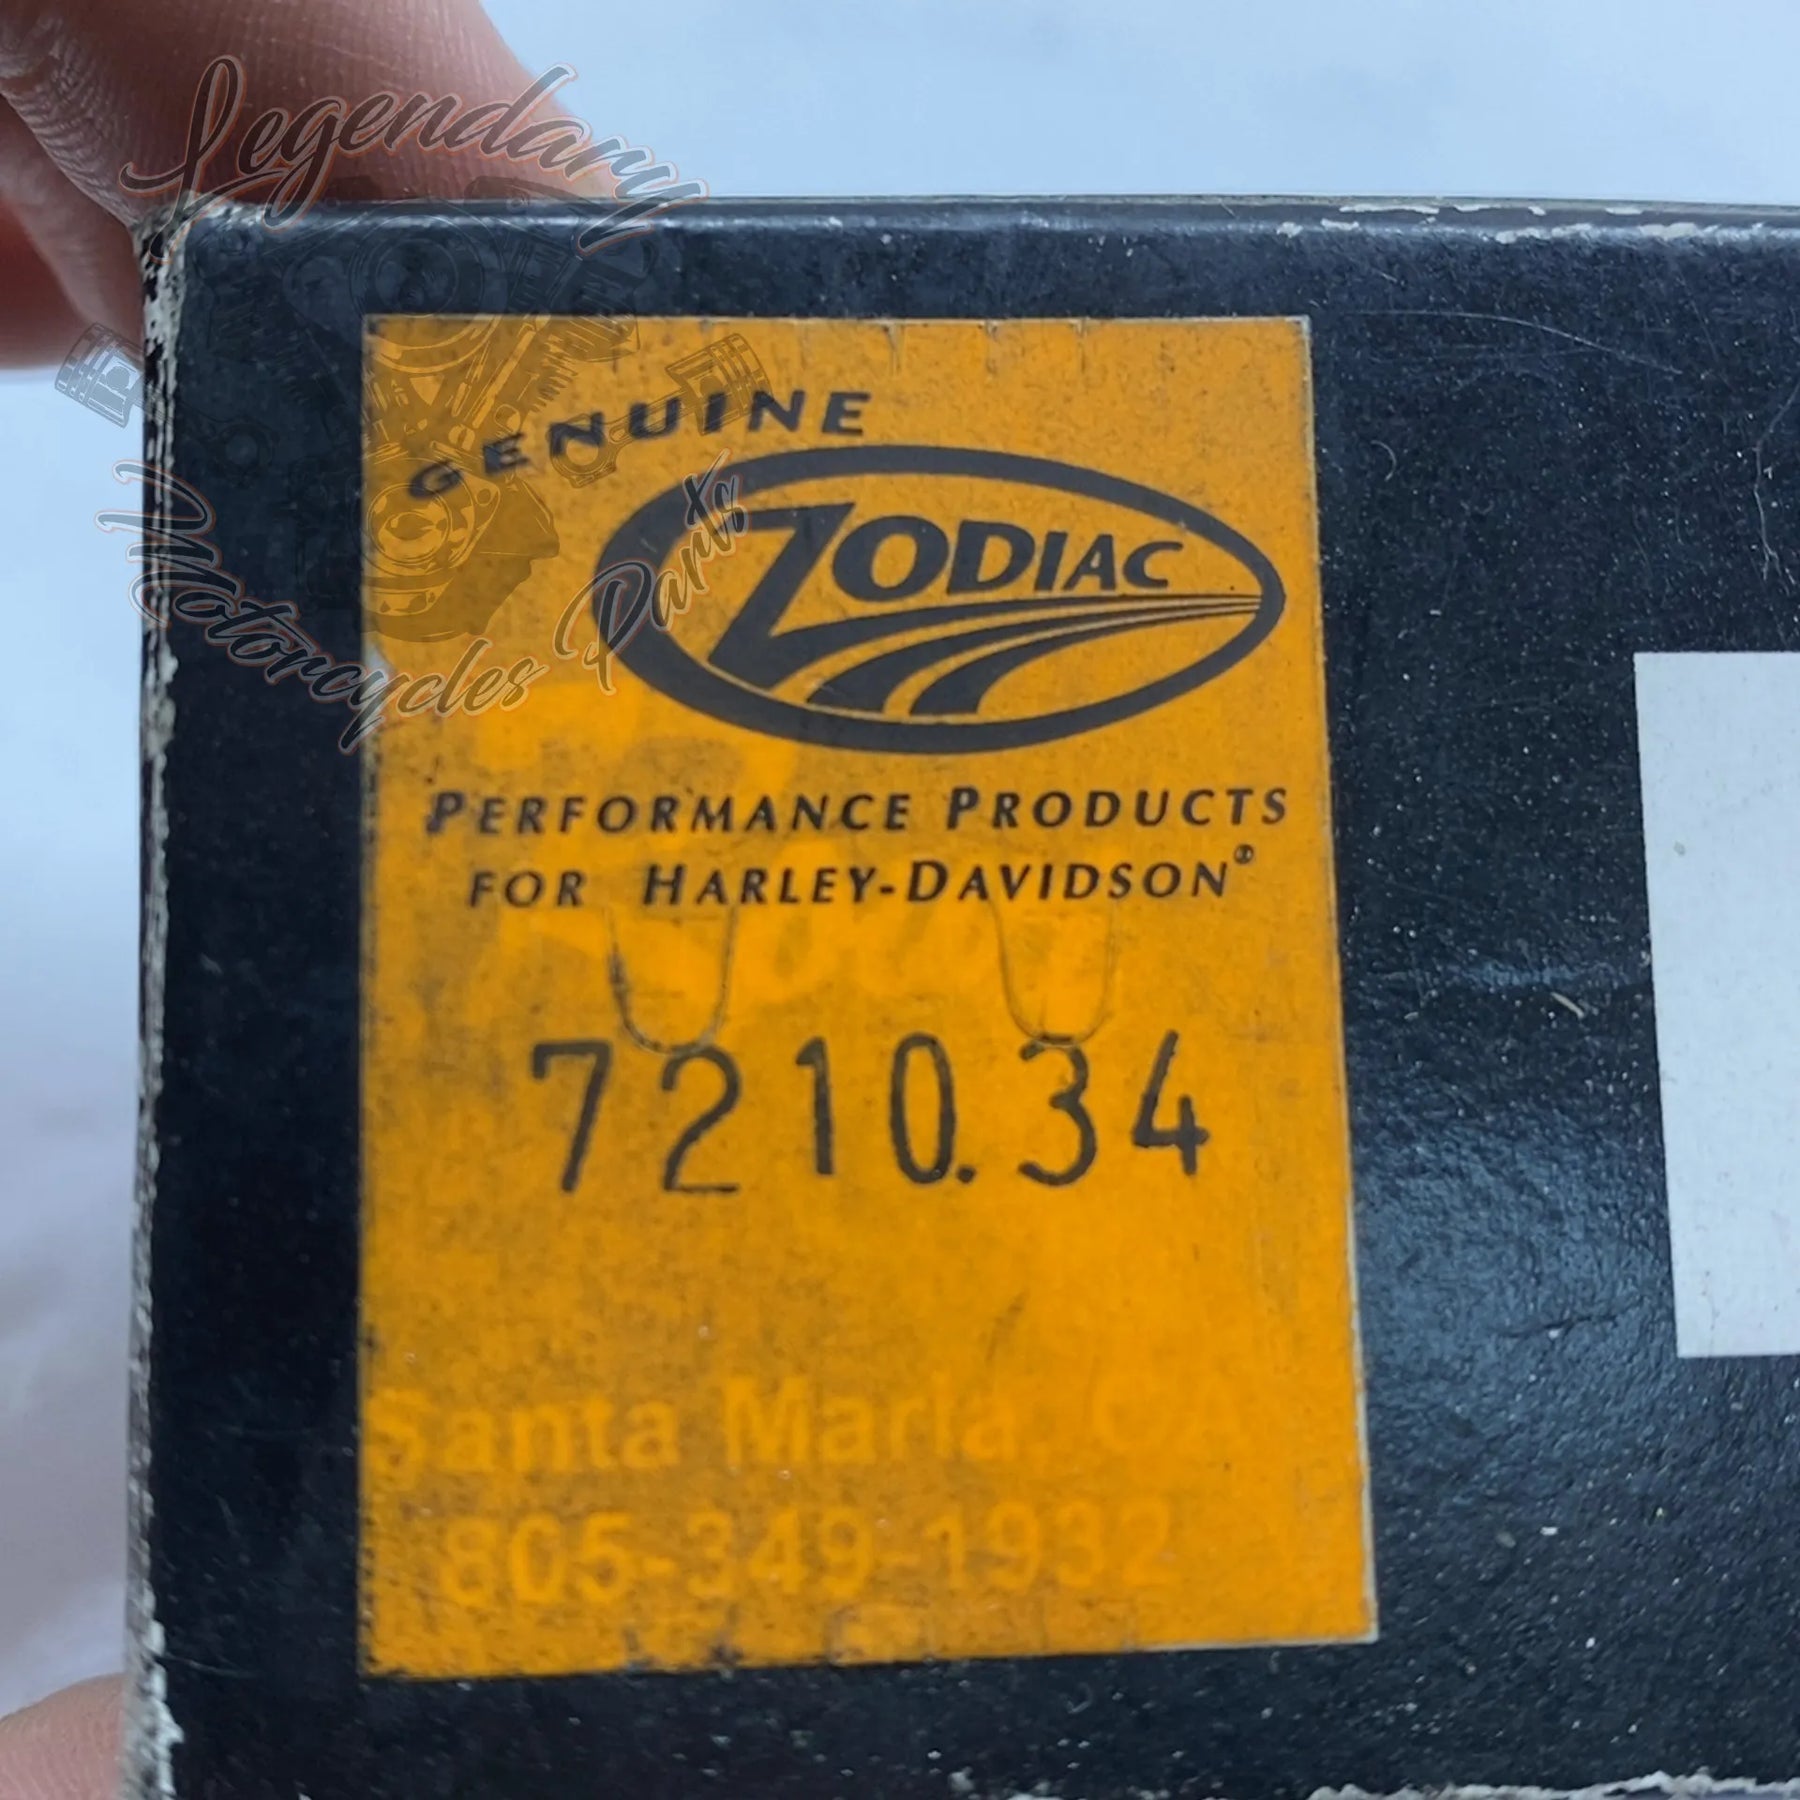 Legendary
Motorcycles Parts
GENUINE
ZODIAC
PERFORMANCE PRODUCTS
FOR HARLEY-DAVIDSON®
7210.34
Santa Maria, CA
805-349-1932